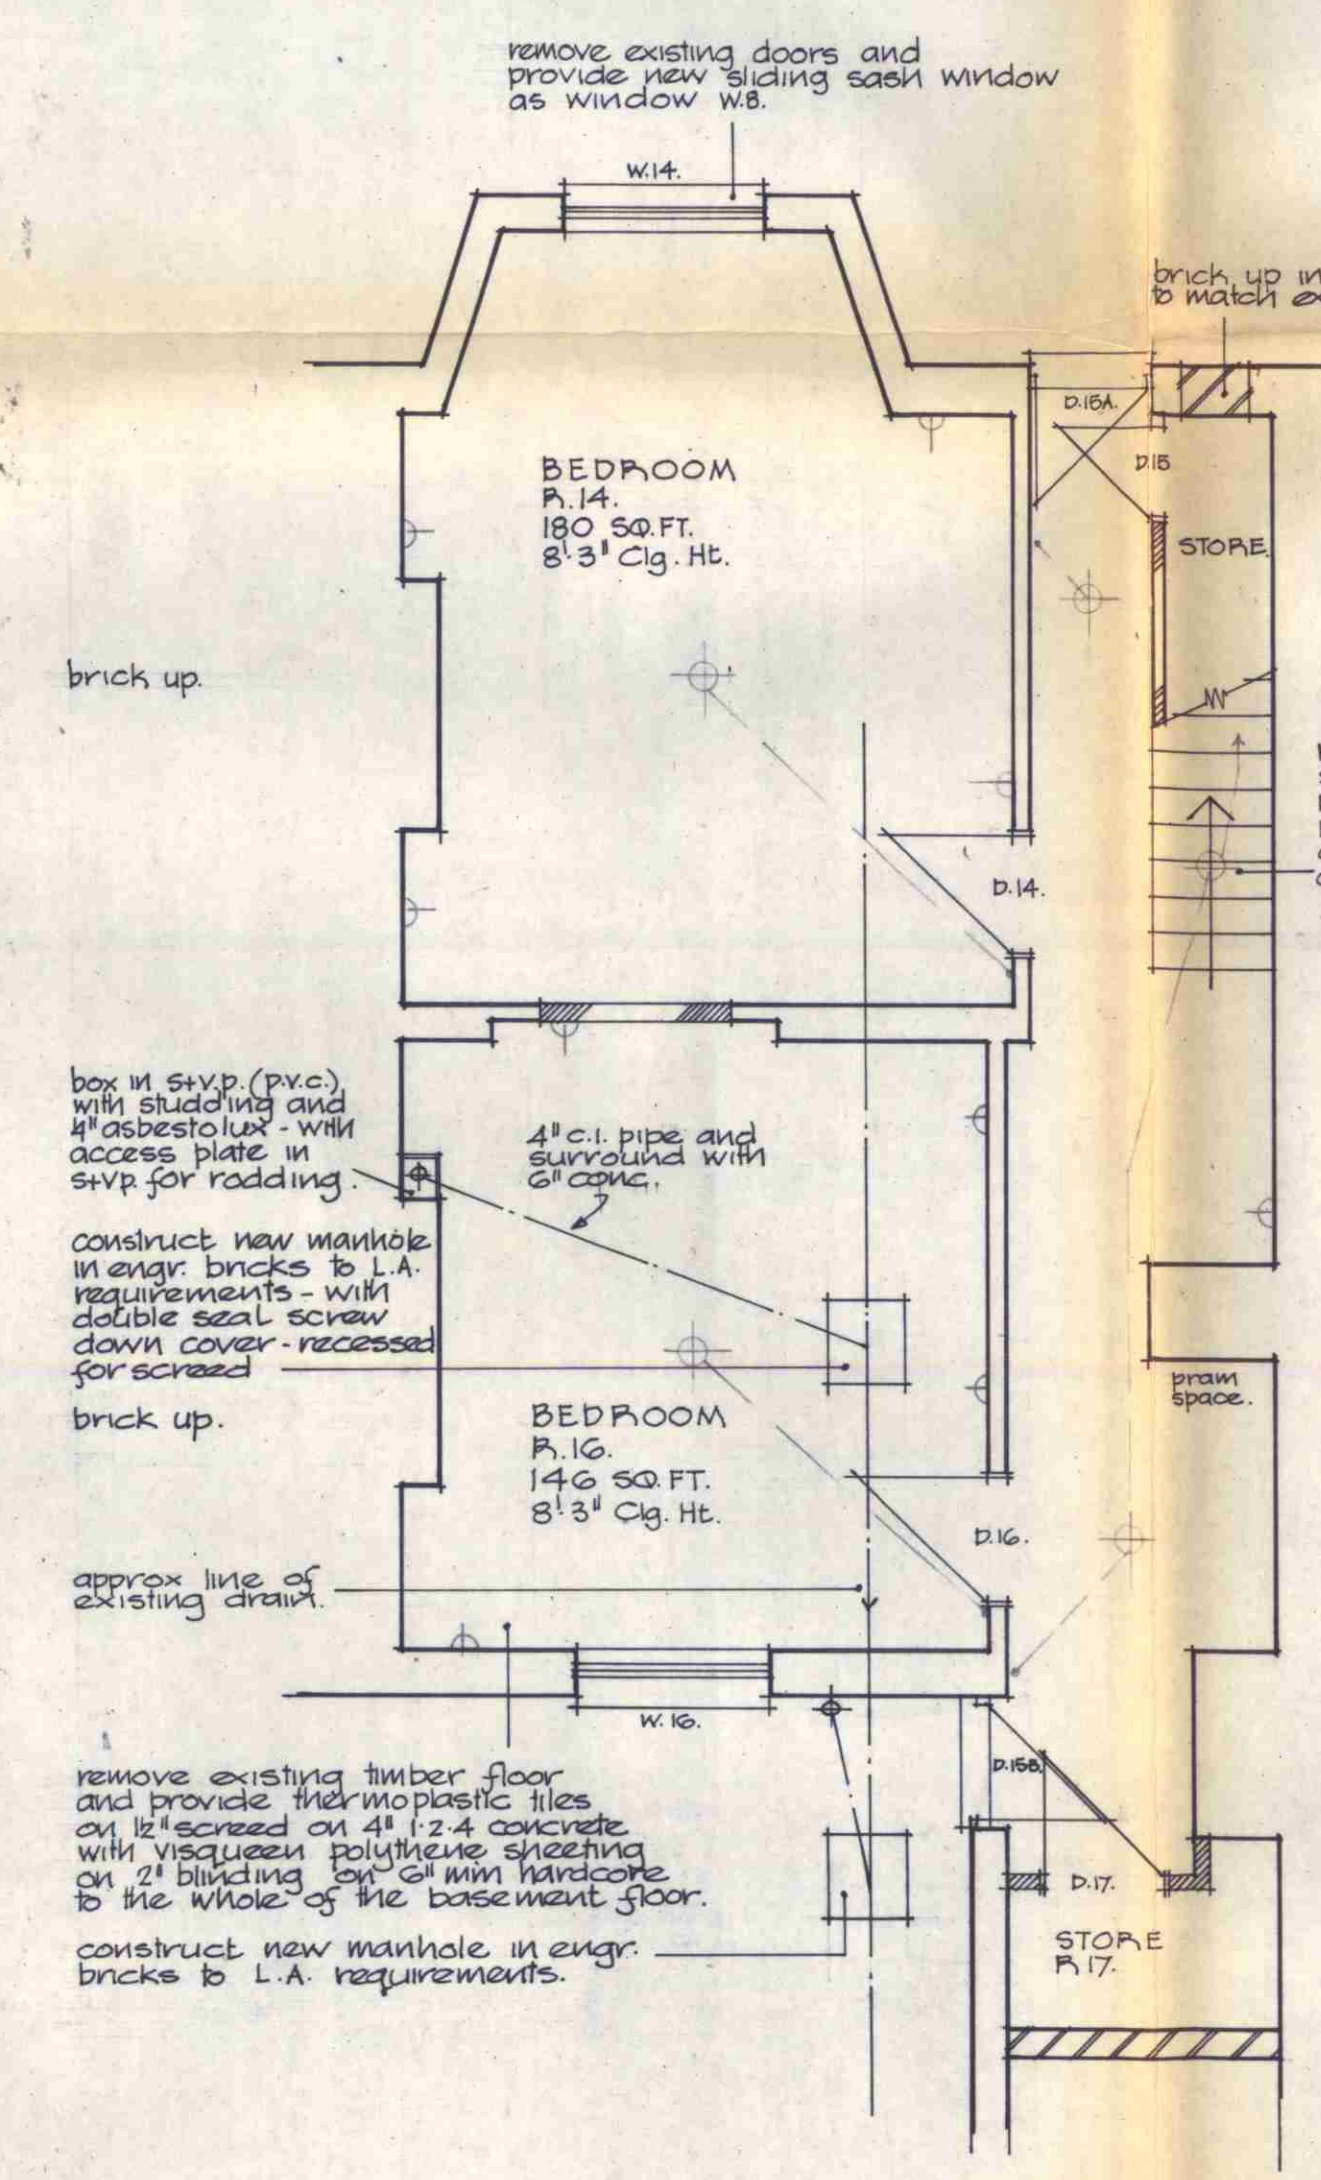 remove existing doors and
provide new sliding sash window
as window W.8.
W.14.
brick up in
to match
D.15A.
D.15
STORE
BEDROOM
R.14.
180 SQ.FT.
8'.3" Clg. Ht.
brick up.
D.14.
box in s+v.p. (p.v.c.)
with studding and
4" asbestolux - with
access plate in
s+vp. for rodding.
4" c.i. pipe and
surround with
6" conc.
construct new manhole
in engr. bricks to L.A.
requirements - with
double seal screw
down cover - recessed
for screed
pram
space.
brick up.
BEDROOM
R.16.
146 SQ.FT.
8'.3" Clg. Ht.
D.16.
approx line of
existing drain.
W.16.
D.15B.
remove existing timber floor
and provide thermoplastic tiles
on 1½" screed on 4" 1·2·4 concrete
with visqueen polythene sheeting
on 2" blinding on 6" min hardcore
to the whole of the basement floor.
D.17.
STORE
R 17.
construct new manhole in engr.
bricks to L.A. requirements.